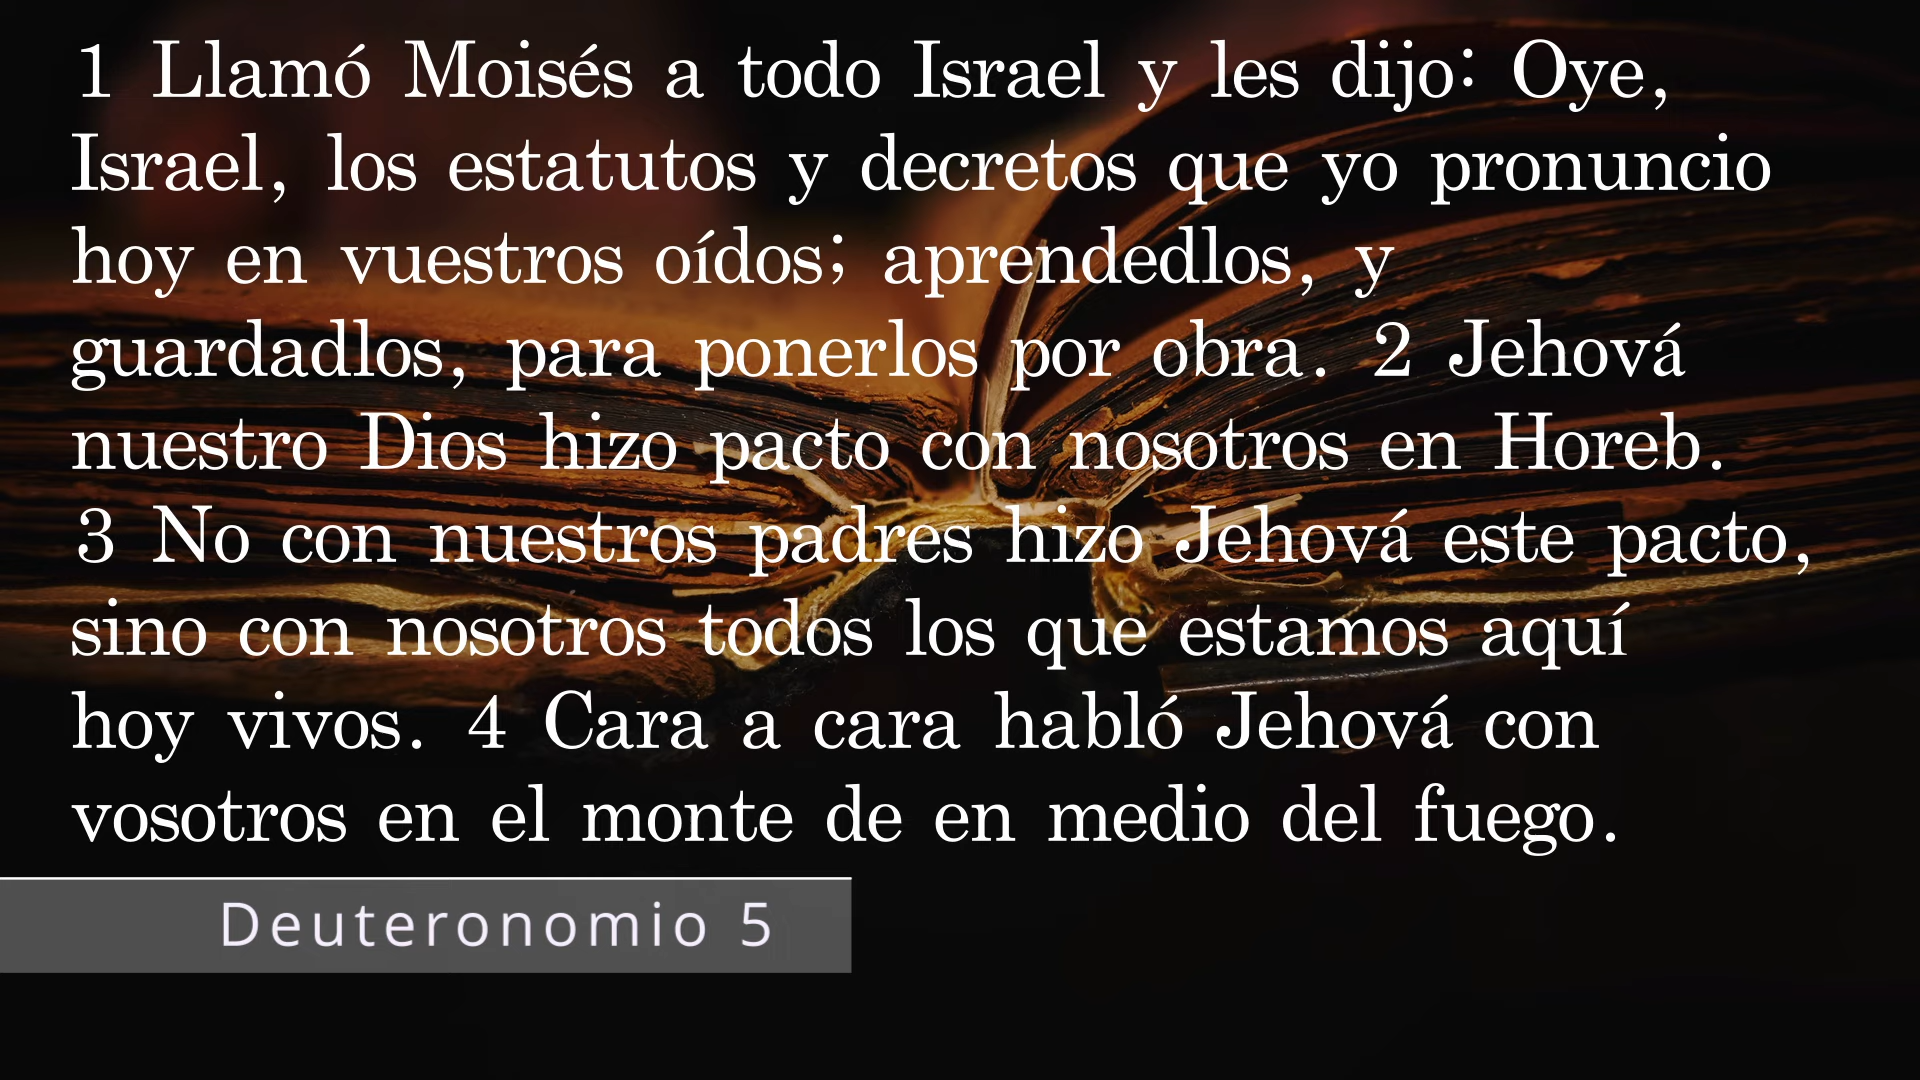 1 Llamó Moisés a todo Israel y les dijo: Oye,
Israel, los estatutos y decretos que yo pronuncio
hoy en vuestros oídos; aprendedlos, y
guardadlos, para ponerlos por obra. 2 Jehová
nuestro Dios hizo pacto con nosotros en Horeb.
3 No con nuestros padres hizo Jehová este pacto,
sino con nosotros todos los que estamos aquí
hoy vivos. 4 Cara a cara habló Jehová con
vosotros en el monte de en medio del fuego.
Deuteronomio 5